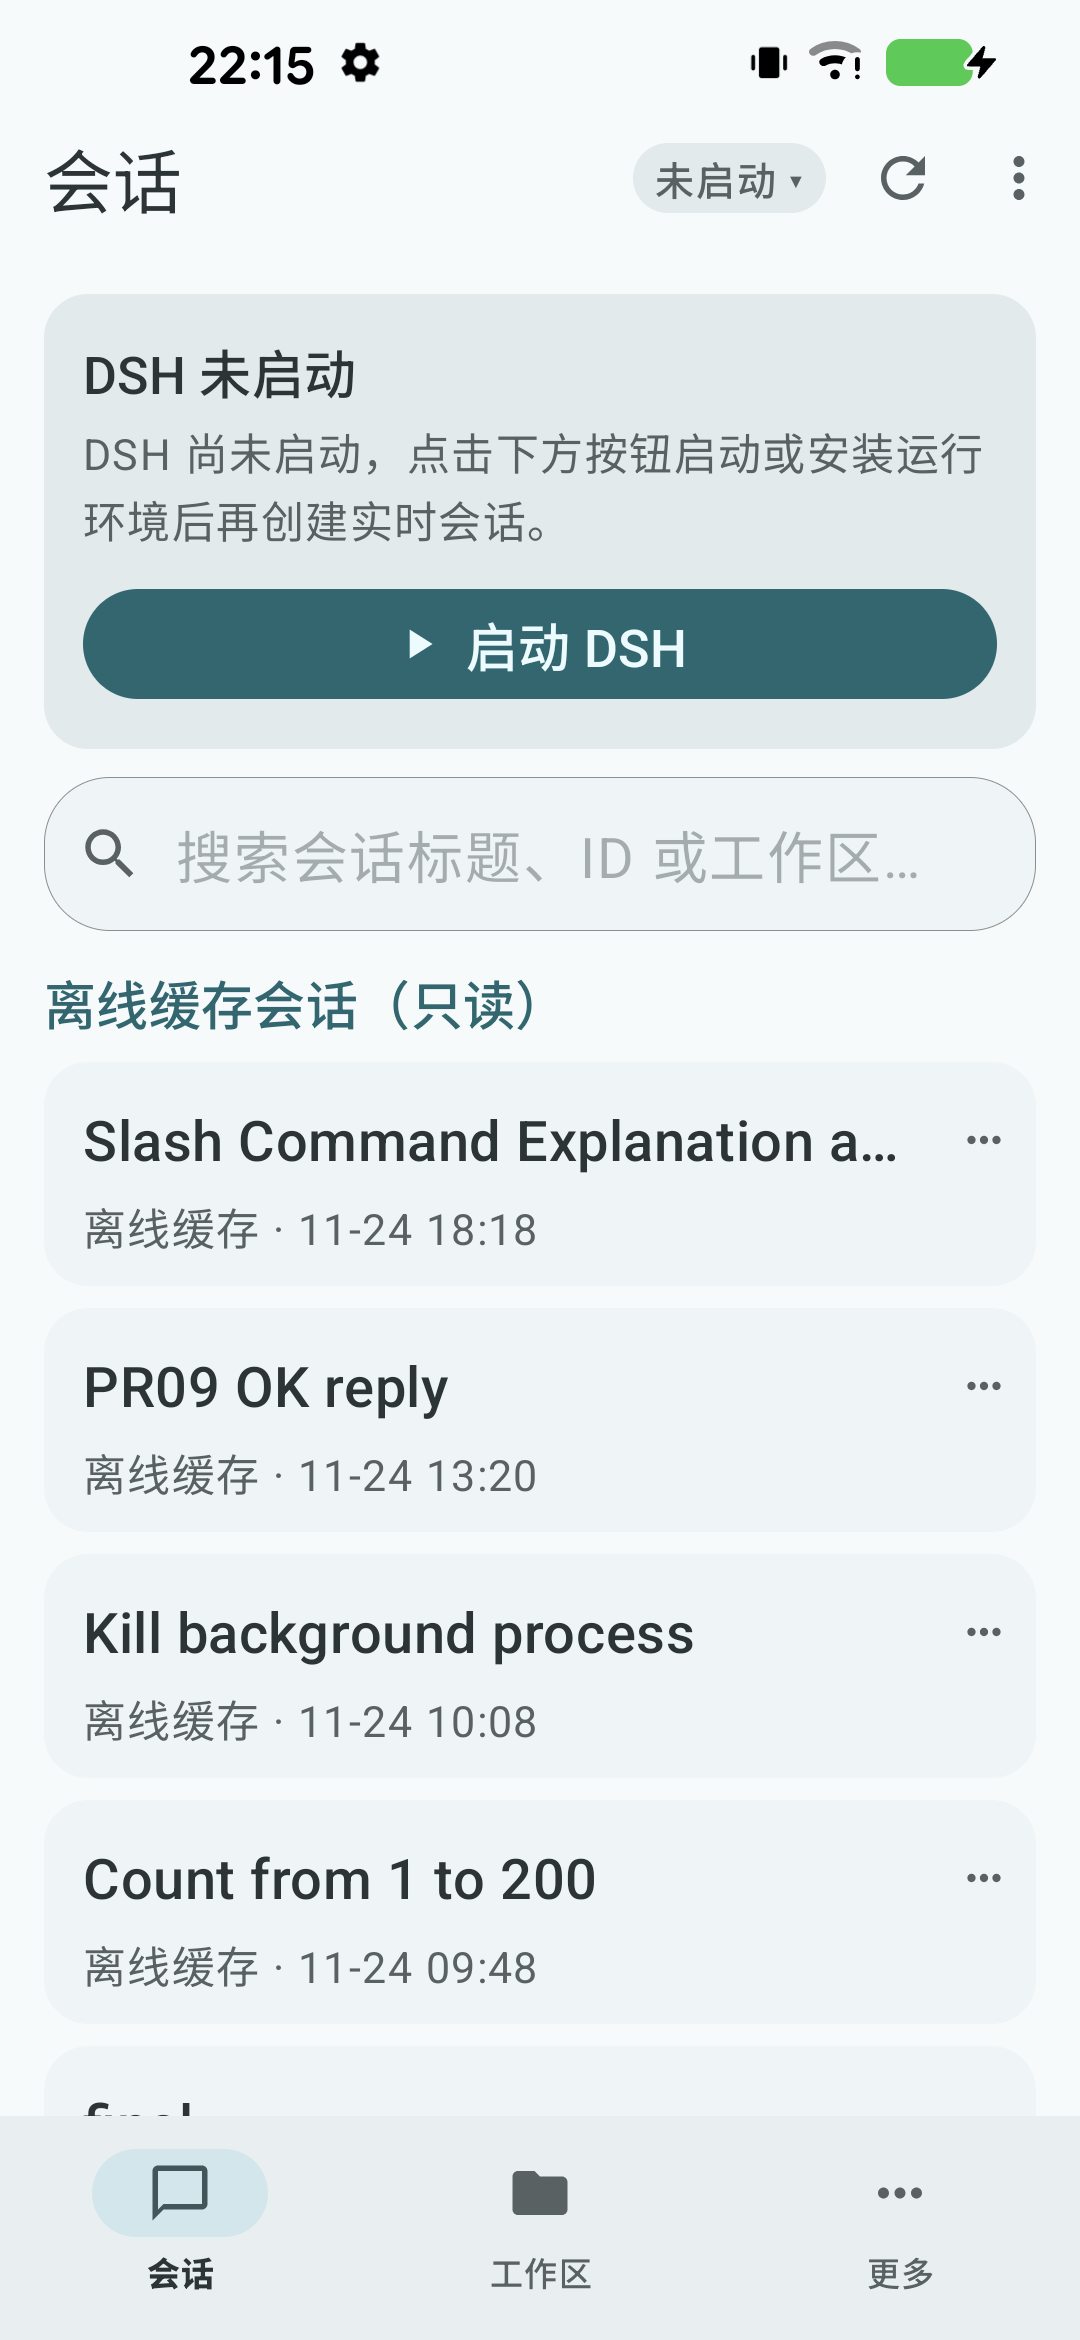 22:15
会话
未启动 ▾
DSH 未启动
DSH 尚未启动，点击下方按钮启动或安装运行
环境后再创建实时会话。
启动 DSH
搜索会话标题、ID 或工作区...
离线缓存会话（只读）
Slash Command Explanation a...
离线缓存 · 11-24 18:18
PR09 OK reply
离线缓存 · 11-24 13:20
Kill background process
离线缓存 · 11-24 10:08
Count from 1 to 200
离线缓存 · 11-24 09:48
final
会话
工作区
更多